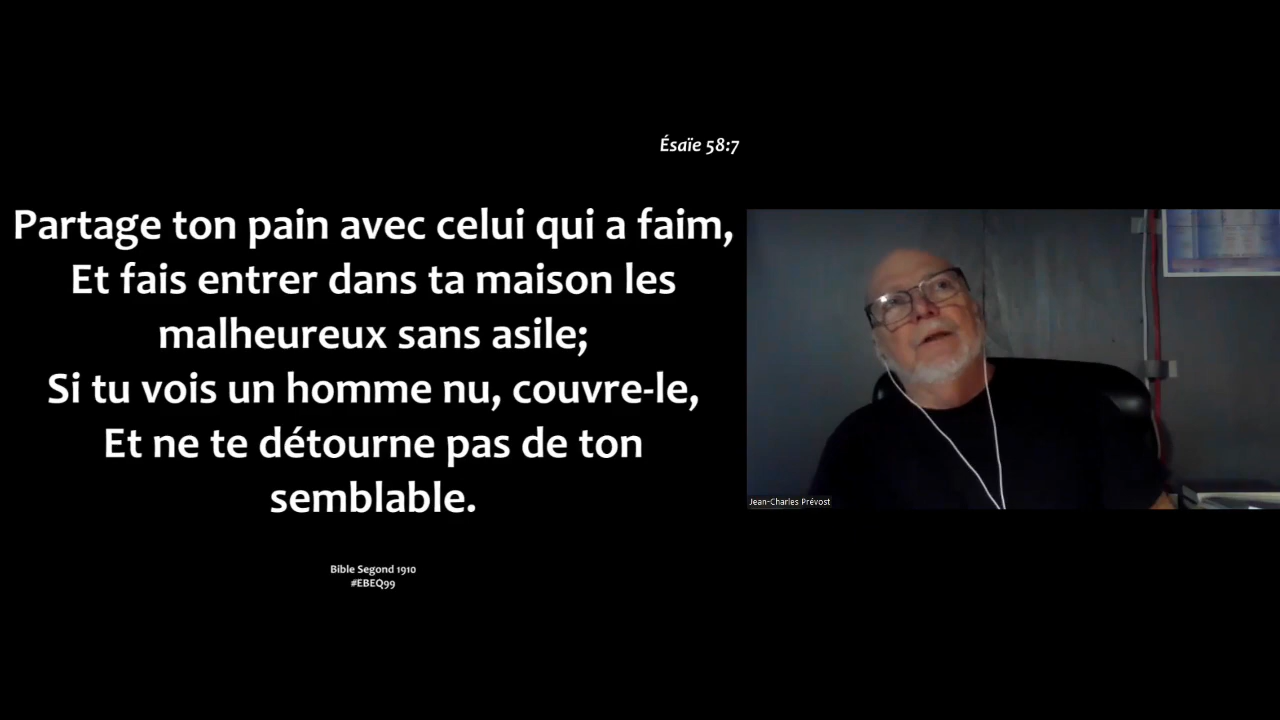 Ésaïe 58:7
Partage ton pain avec celui qui a faim,
Et fais entrer dans ta maison les
malheureux sans asile;
Si tu vois un homme nu, couvre-le,
Et ne te détourne pas de ton
semblable.
Bible Segond 1910
#EBEQ99
Jean-Charles Prévost